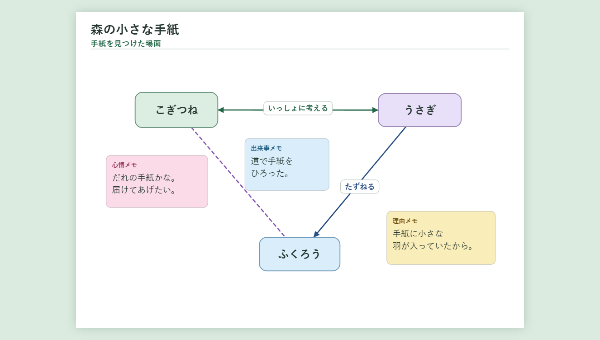 森の小さな手紙
手紙を見つけた場面
こぎつね
いっしょに考える
うさぎ
出来事メモ
道で手紙を
ひろった。
心情メモ
だれの手紙かな。
届けてあげたい。
たずねる
理由メモ
手紙に小さな
羽が入っていたから。
ふくろう